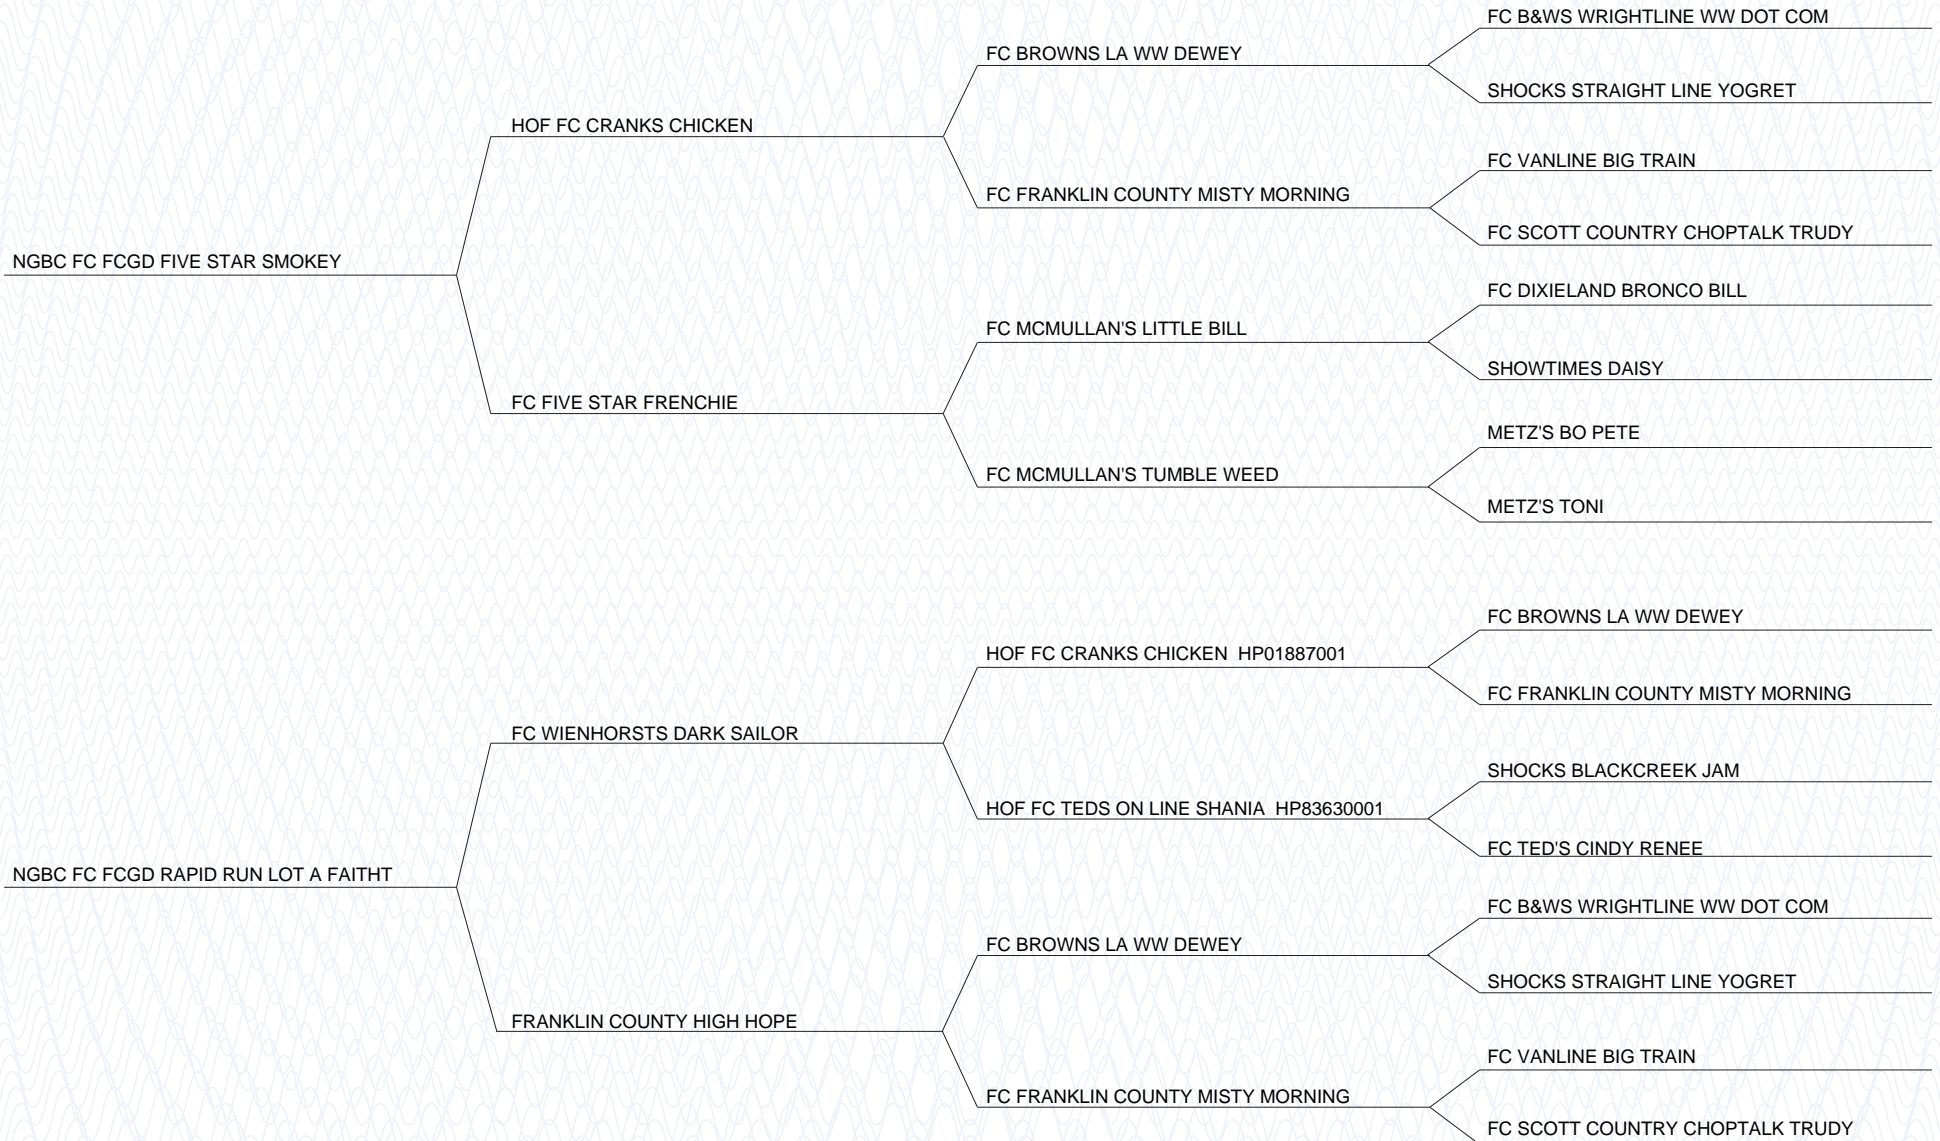 FC B&WS WRIGHTLINE WW DOT COM
FC BROWNS LA WW DEWEY
SHOCKS STRAIGHT LINE YOGRET
HOF FC CRANKS CHICKEN
FC VANLINE BIG TRAIN
FC FRANKLIN COUNTY MISTY MORNING
FC SCOTT COUNTRY CHOPTALK TRUDY
NGBC FC FCGD FIVE STAR SMOKEY
FC DIXIELAND BRONCO BILL
FC MCMULLAN'S LITTLE BILL
SHOWTIMES DAISY
FC FIVE STAR FRENCHIE
METZ'S BO PETE
FC MCMULLAN'S TUMBLE WEED
METZ'S TONI
FC BROWNS LA WW DEWEY
HOF FC CRANKS CHICKEN HP01887001
FC FRANKLIN COUNTY MISTY MORNING
FC WIENHORSTS DARK SAILOR
SHOCKS BLACKCREEK JAM
HOF FC TEDS ON LINE SHANIA HP83630001
FC TED'S CINDY RENEE
NGBC FC FCGD RAPID RUN LOT A FAITHT
FC B&WS WRIGHTLINE WW DOT COM
FC BROWNS LA WW DEWEY
SHOCKS STRAIGHT LINE YOGRET
FRANKLIN COUNTY HIGH HOPE
FC VANLINE BIG TRAIN
FC FRANKLIN COUNTY MISTY MORNING
FC SCOTT COUNTRY CHOPTALK TRUDY